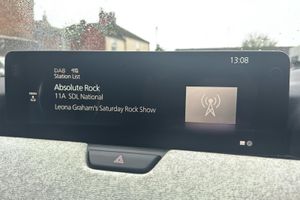 DAB
13:08
Station List
Absolute Rock
11A SDL National
Leona Graham's Saturday Rock Show